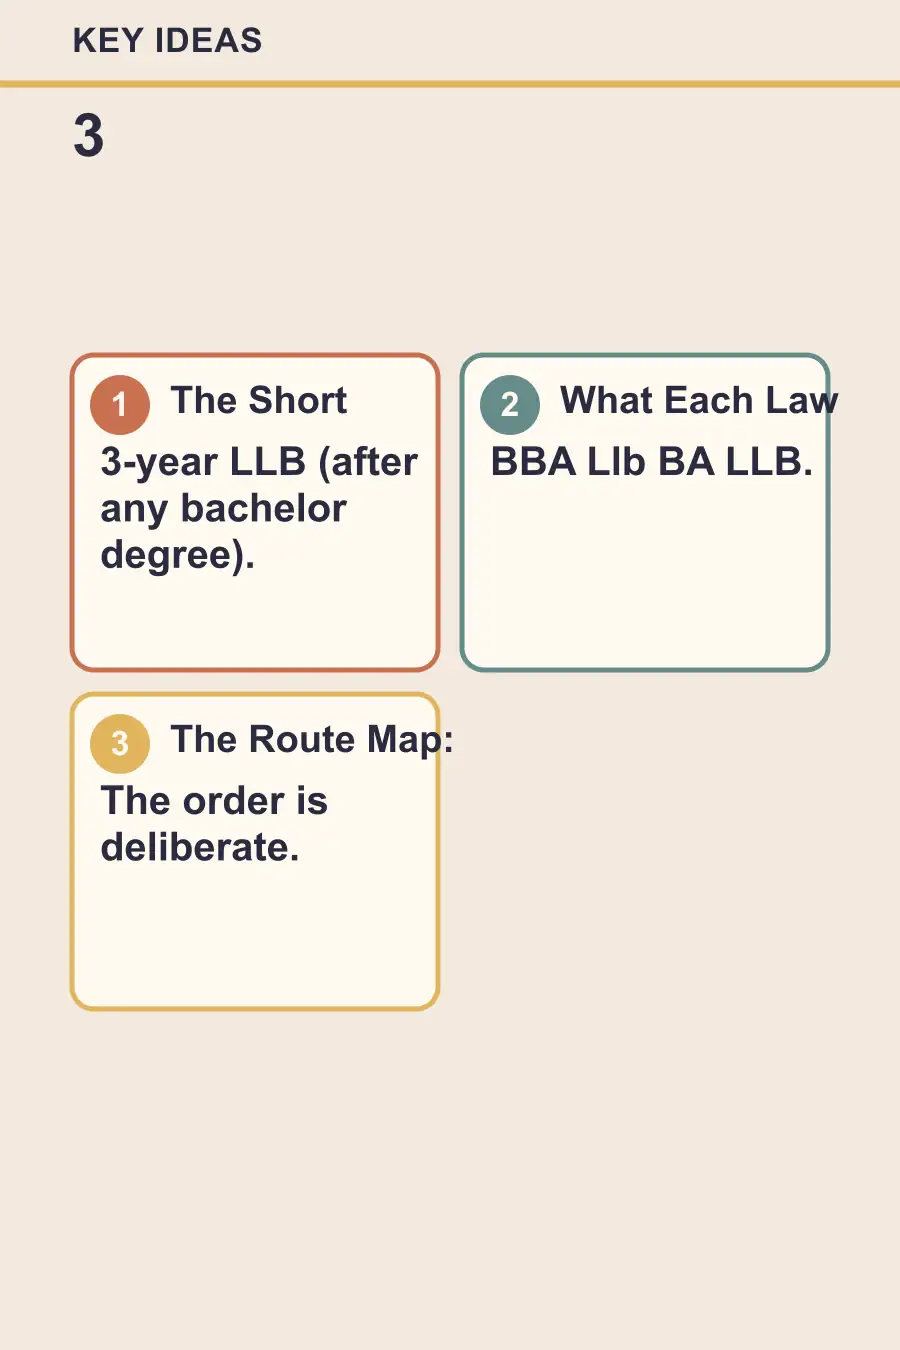 KEY IDEAS
3
1
The Short
3-year LLB (after
any bachelor
degree).
2
What Each Law
BBA Llb BA LLB.
3
The Route Map:
The order is
deliberate.